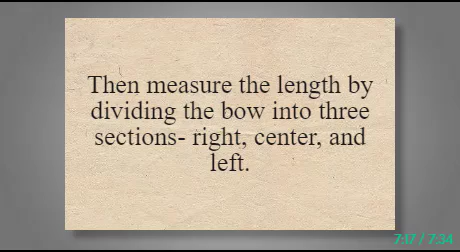 Then measure the length by
dividing the bow into three
sections- right, center, and
left.
7:17 / 7:34